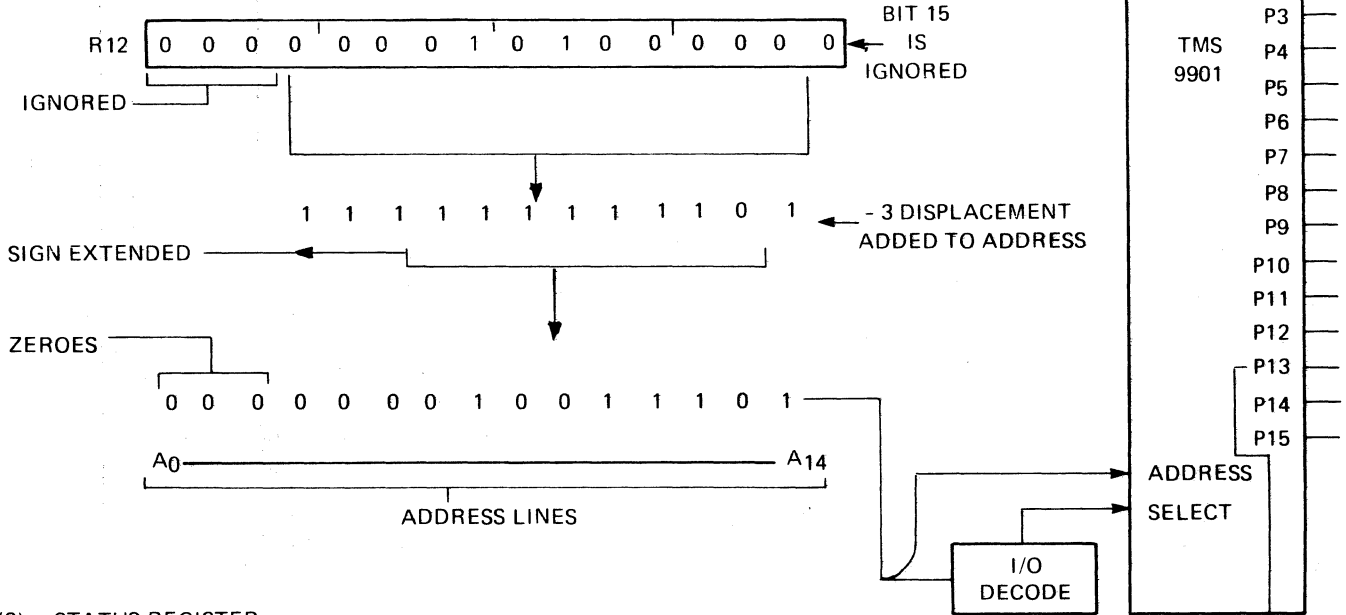 R12 0 0 0 0 0 0 0 1 0 1 0 0 0 0 0 0
BIT 15
IS
IGNORED
IGNORED
1 1 1 1 1 1 1 1 1 1 0 1
- 3 DISPLACEMENT
ADDED TO ADDRESS
SIGN EXTENDED
ZEROES
0 0 0 0 0 0 0 1 0 0 1 1 1 0 1
A0 A14
ADDRESS LINES
TMS
9901
P3
P4
P5
P6
P7
P8
P9
P10
P11
P12
P13
P14
P15
ADDRESS
SELECT
I/O
DECODE